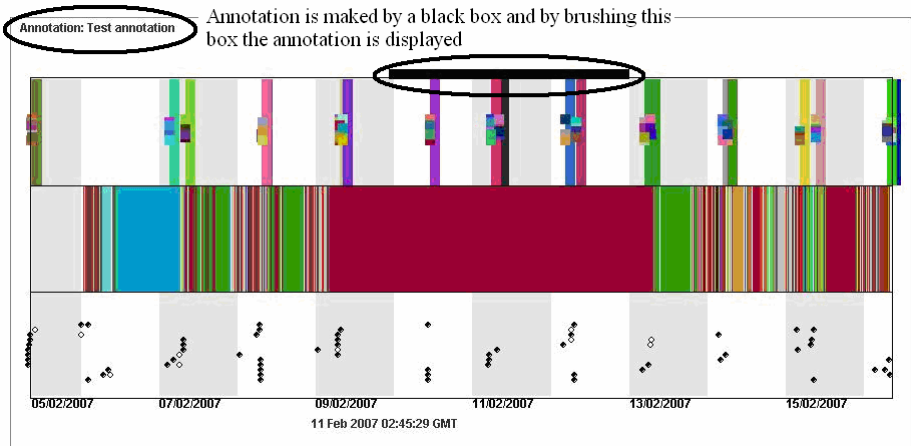 Annotation: Test annotation
Annotation is maked by a black box and by brushing this
box the annotation is displayed
05/02/2007 07/02/2007 09/02/2007 11/02/2007 13/02/2007 15/02/2007
11 Feb 2007 02:45:29 GMT